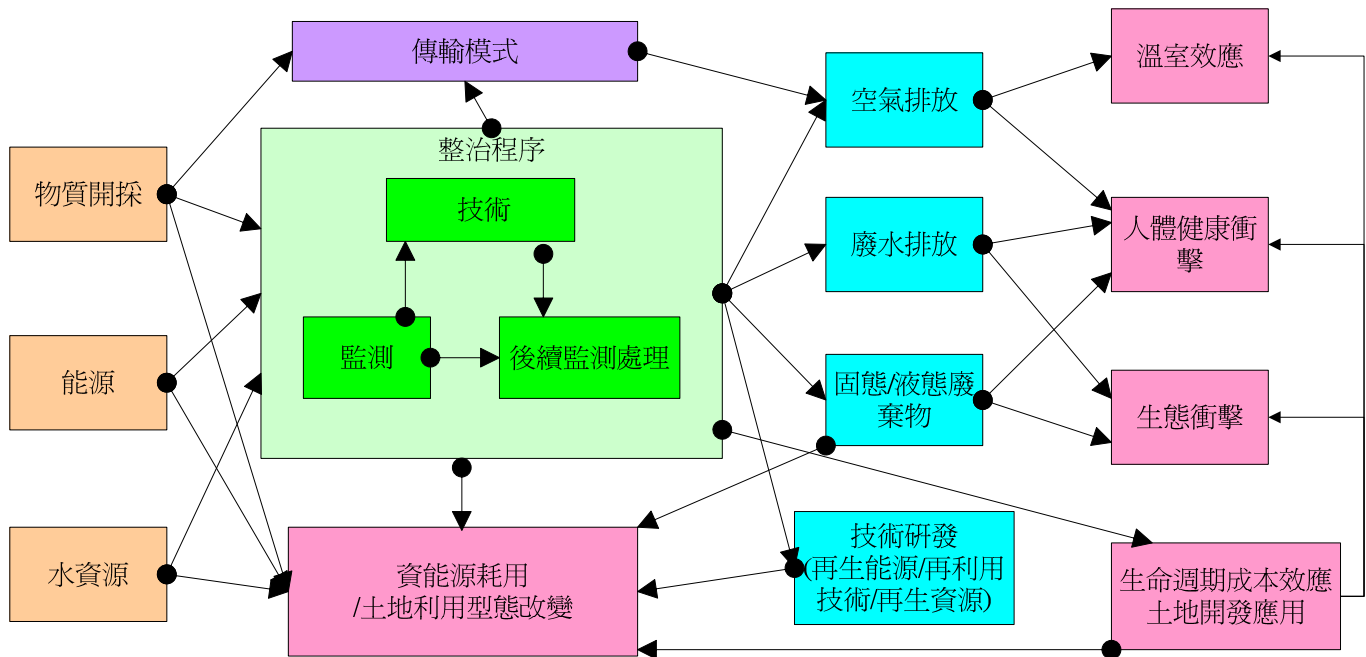 傳輸模式
整治程序
技術
監測
後續監測處理
物質開採
能源
水資源
資能源耗用
/土地利用型態改變
空氣排放
廢水排放
固態/液態廢
棄物
技術研發
(再生能源/再利用
技術/再生資源)
溫室效應
人體健康衝
擊
生態衝擊
生命週期成本效應
土地開發應用